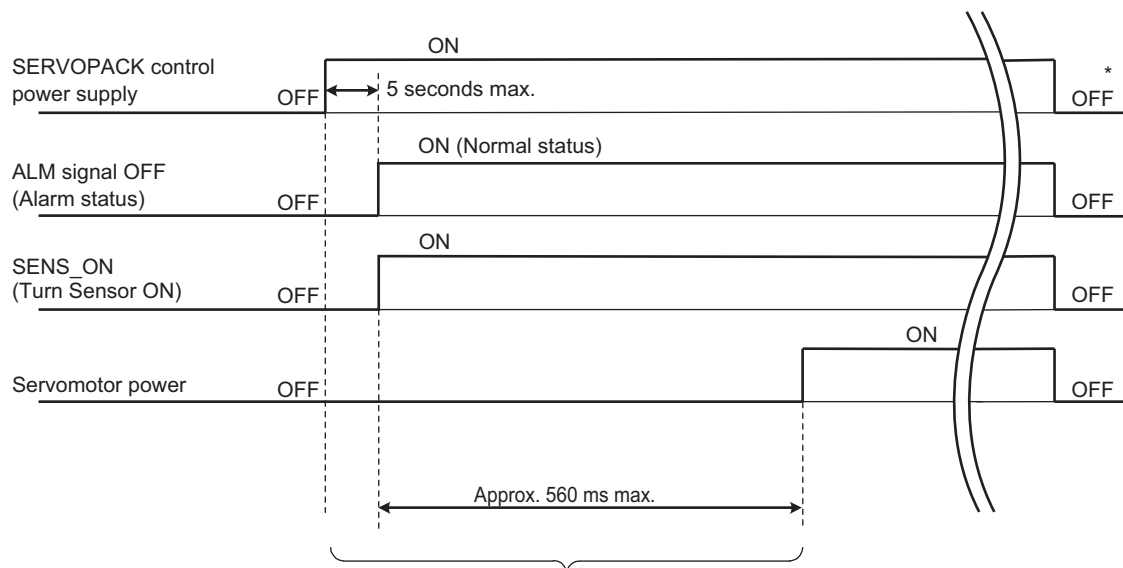 ON
SERVOPACK control
power supply
OFF
5 seconds max.
*
OFF
ON (Normal status)
ALM signal OFF
(Alarm status)
OFF
OFF
ON
SENS_ON
(Turn Sensor ON)
OFF
OFF
ON
Servomotor power
OFF
OFF
Approx. 560 ms max.